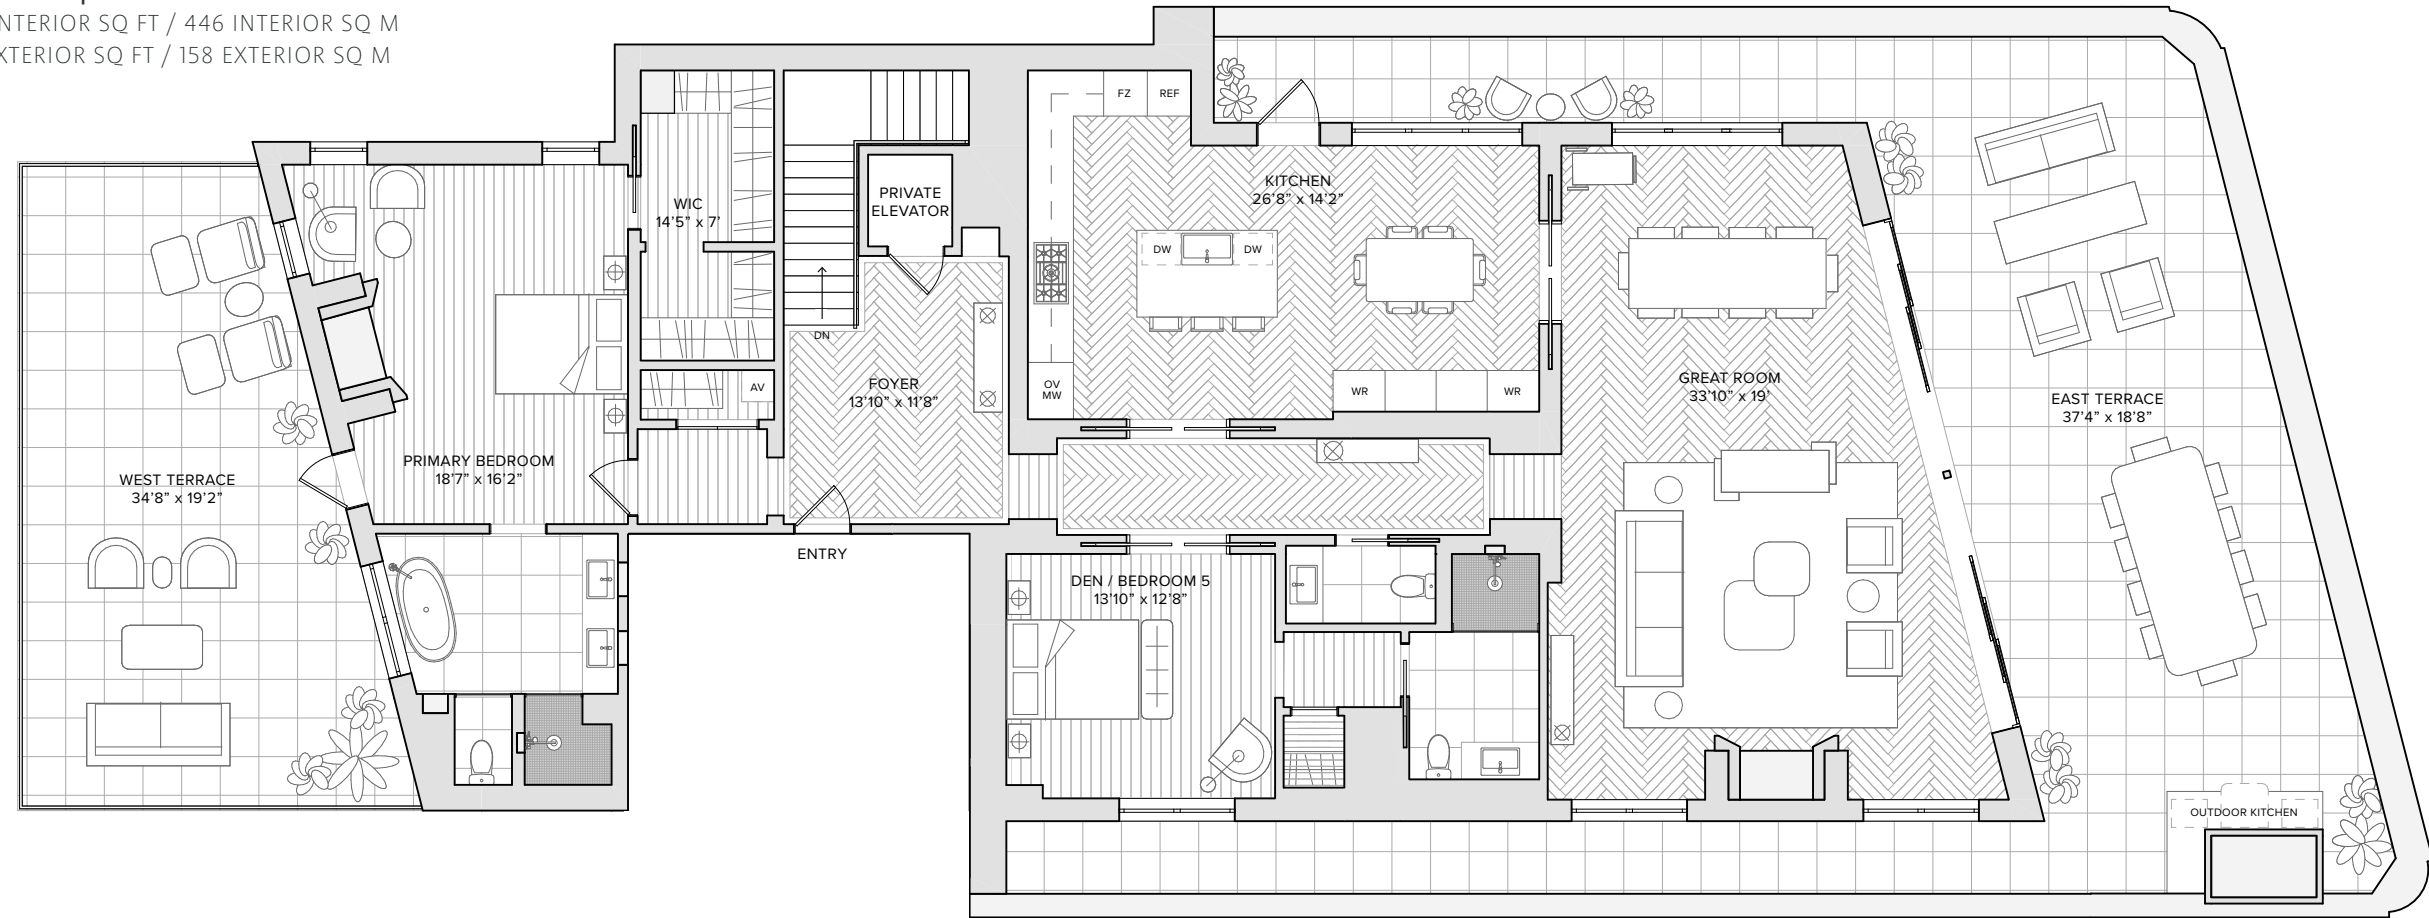 INTERIOR SQ FT / 446 INTERIOR SQ M
EXTERIOR SQ FT / 158 EXTERIOR SQ M
FZ
REF
PRIVATE
ELEVATOR
WIC
14'5" x 7'
KITCHEN
26'8" x 14'2"
DW
DW
DN
FOYER
13'10" x 11'8"
AV
OV
MW
WR
WR
GREAT ROOM
33'10" x 19'
EAST TERRACE
37'4" x 18'8"
PRIMARY BEDROOM
18'7" x 16'2"
WEST TERRACE
34'8" x 19'2"
ENTRY
DEN / BEDROOM 5
13'10" x 12'8"
OUTDOOR KITCHEN